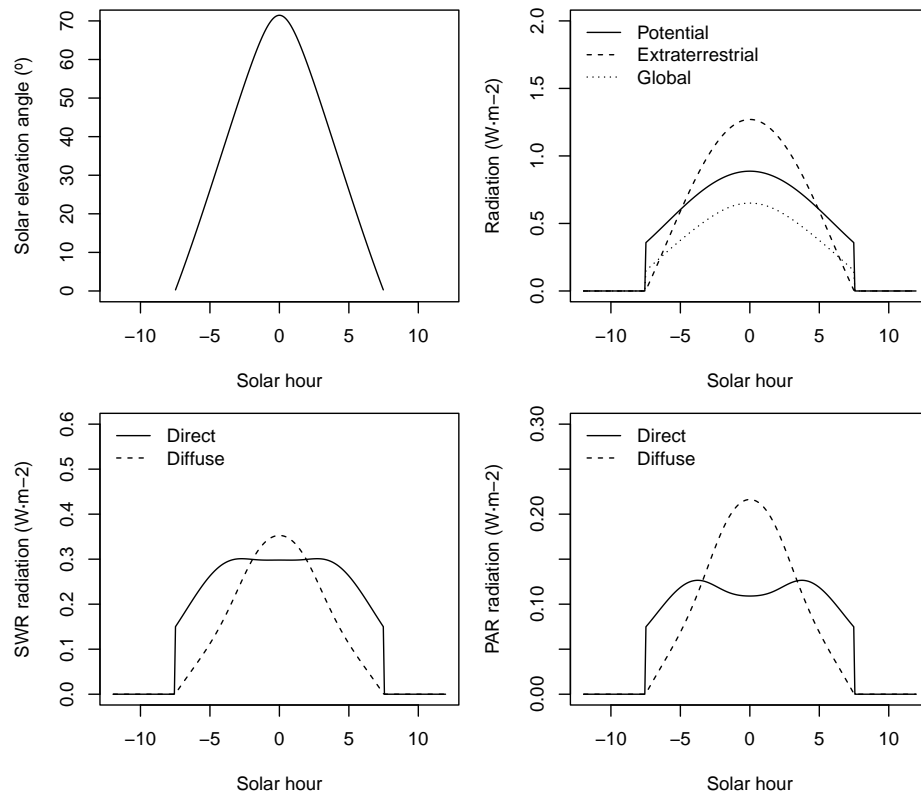 Solar elevation angle (º)
70
60
50
40
30
20
10
0
−10 −5 0 5 10
Solar hour
Radiation (W·m−2)
2.0
1.5
1.0
0.5
0.0
Potential
Extraterrestrial
Global
−10 −5 0 5 10
Solar hour
SWR radiation (W·m−2)
0.6
0.5
0.4
0.3
0.2
0.1
0.0
Direct
Diffuse
−10 −5 0 5 10
Solar hour
PAR radiation (W·m−2)
0.30
0.20
0.10
0.00
Direct
Diffuse
−10 −5 0 5 10
Solar hour